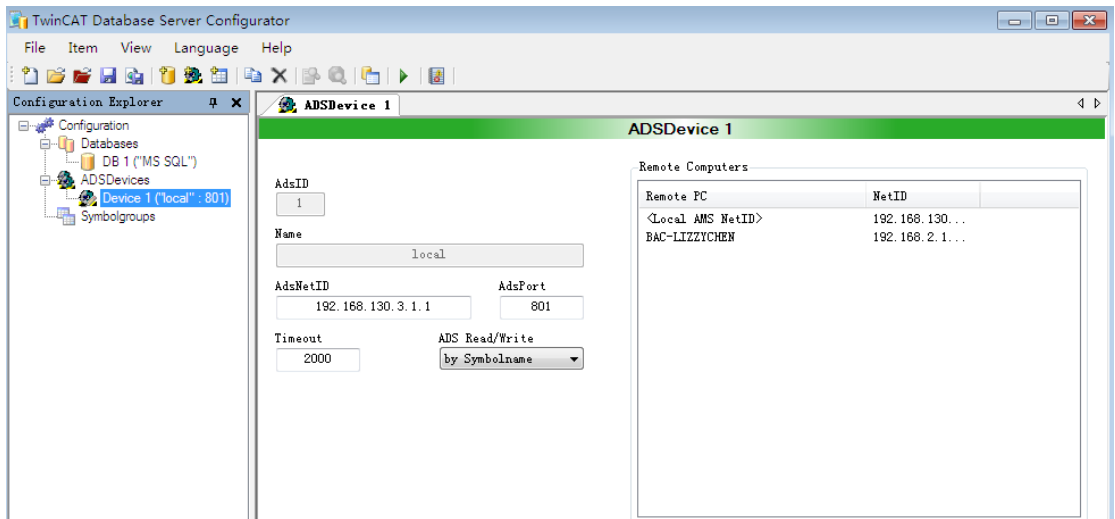 TwinCAT Database Server Configurator
File Item View Language Help
Configuration Explorer
ADSDevice 1
Configuration
Databases
DB 1 ("MS SQL")
ADSDevices
Device 1 ("local" : 801)
Symbolgroups
ADSDevice 1
AdsID
1
Name
local
AdsNetID AdsPort
192.168.130.3.1.1 801
Timeout ADS Read/Write
2000 by Symbolname
Remote Computers
Remote PC NetID
<Local AMS NetID> 192.168.130...
BAC-LIZZYCHEN 192.168.2.1...